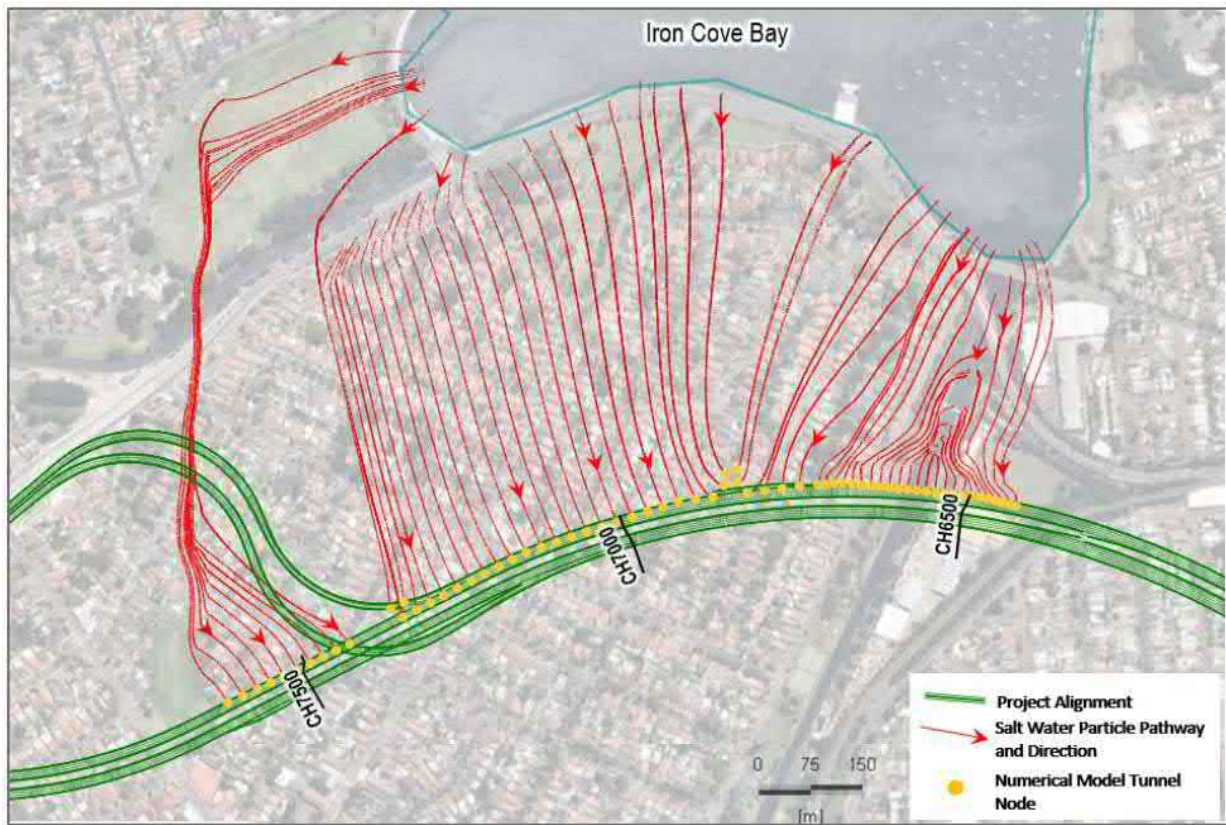 Iron Cove Bay
CH7000
CH6500
CH7500
Project Alignment
Salt Water Particle Pathway
and Direction
Numerical Model Tunnel
Node
0 75 150
[m]